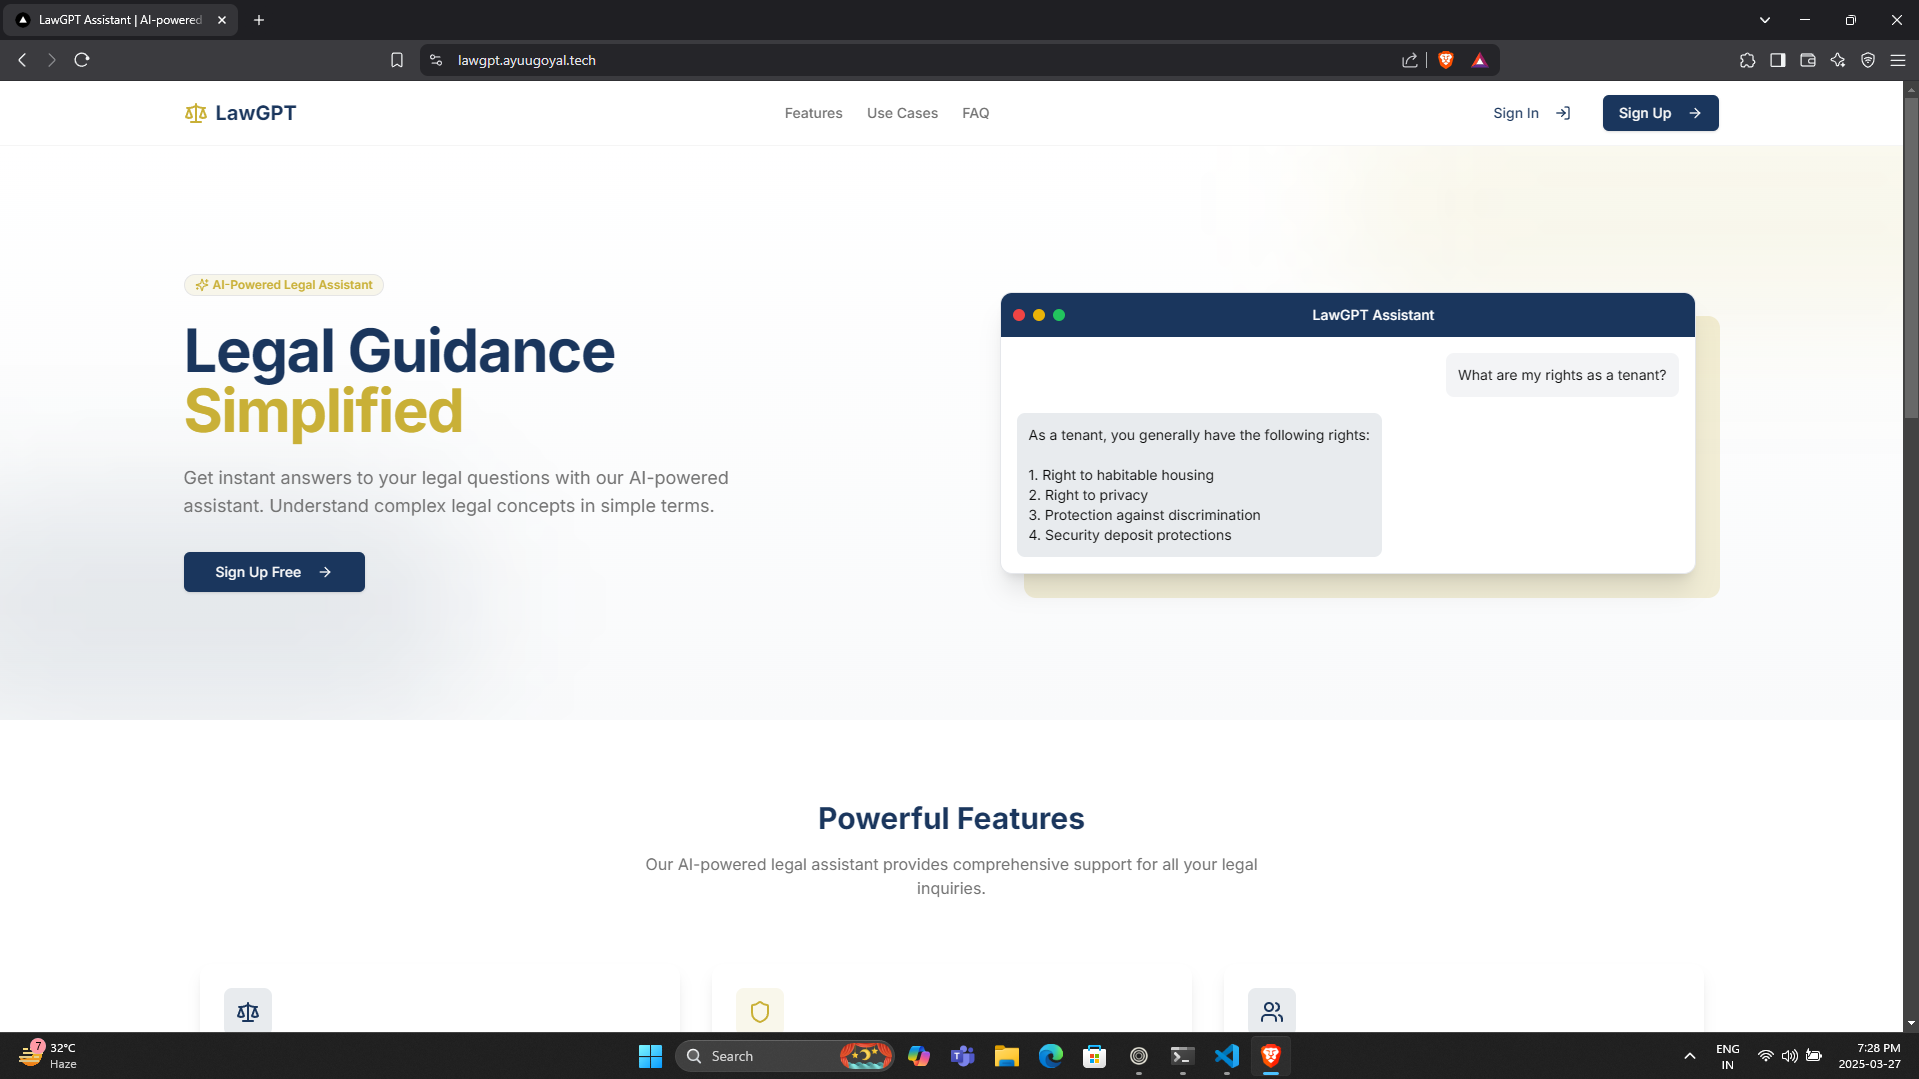 LawGPT Assistant | AI-powered
lawgpt.ayuugoyal.tech
LawGPT
Features
Use Cases
FAQ
Sign In
Sign Up
AI-Powered Legal Assistant
Legal Guidance
Simplified
Get instant answers to your legal questions with our AI-powered
assistant. Understand complex legal concepts in simple terms.
Sign Up Free
LawGPT Assistant
What are my rights as a tenant?
As a tenant, you generally have the following rights:
1. Right to habitable housing
2. Right to privacy
3. Protection against discrimination
4. Security deposit protections
Powerful Features
Our AI-powered legal assistant provides comprehensive support for all your legal
inquiries.
7
32°C
Haze
Search
ENG
IN
7:28 PM
2025-03-27